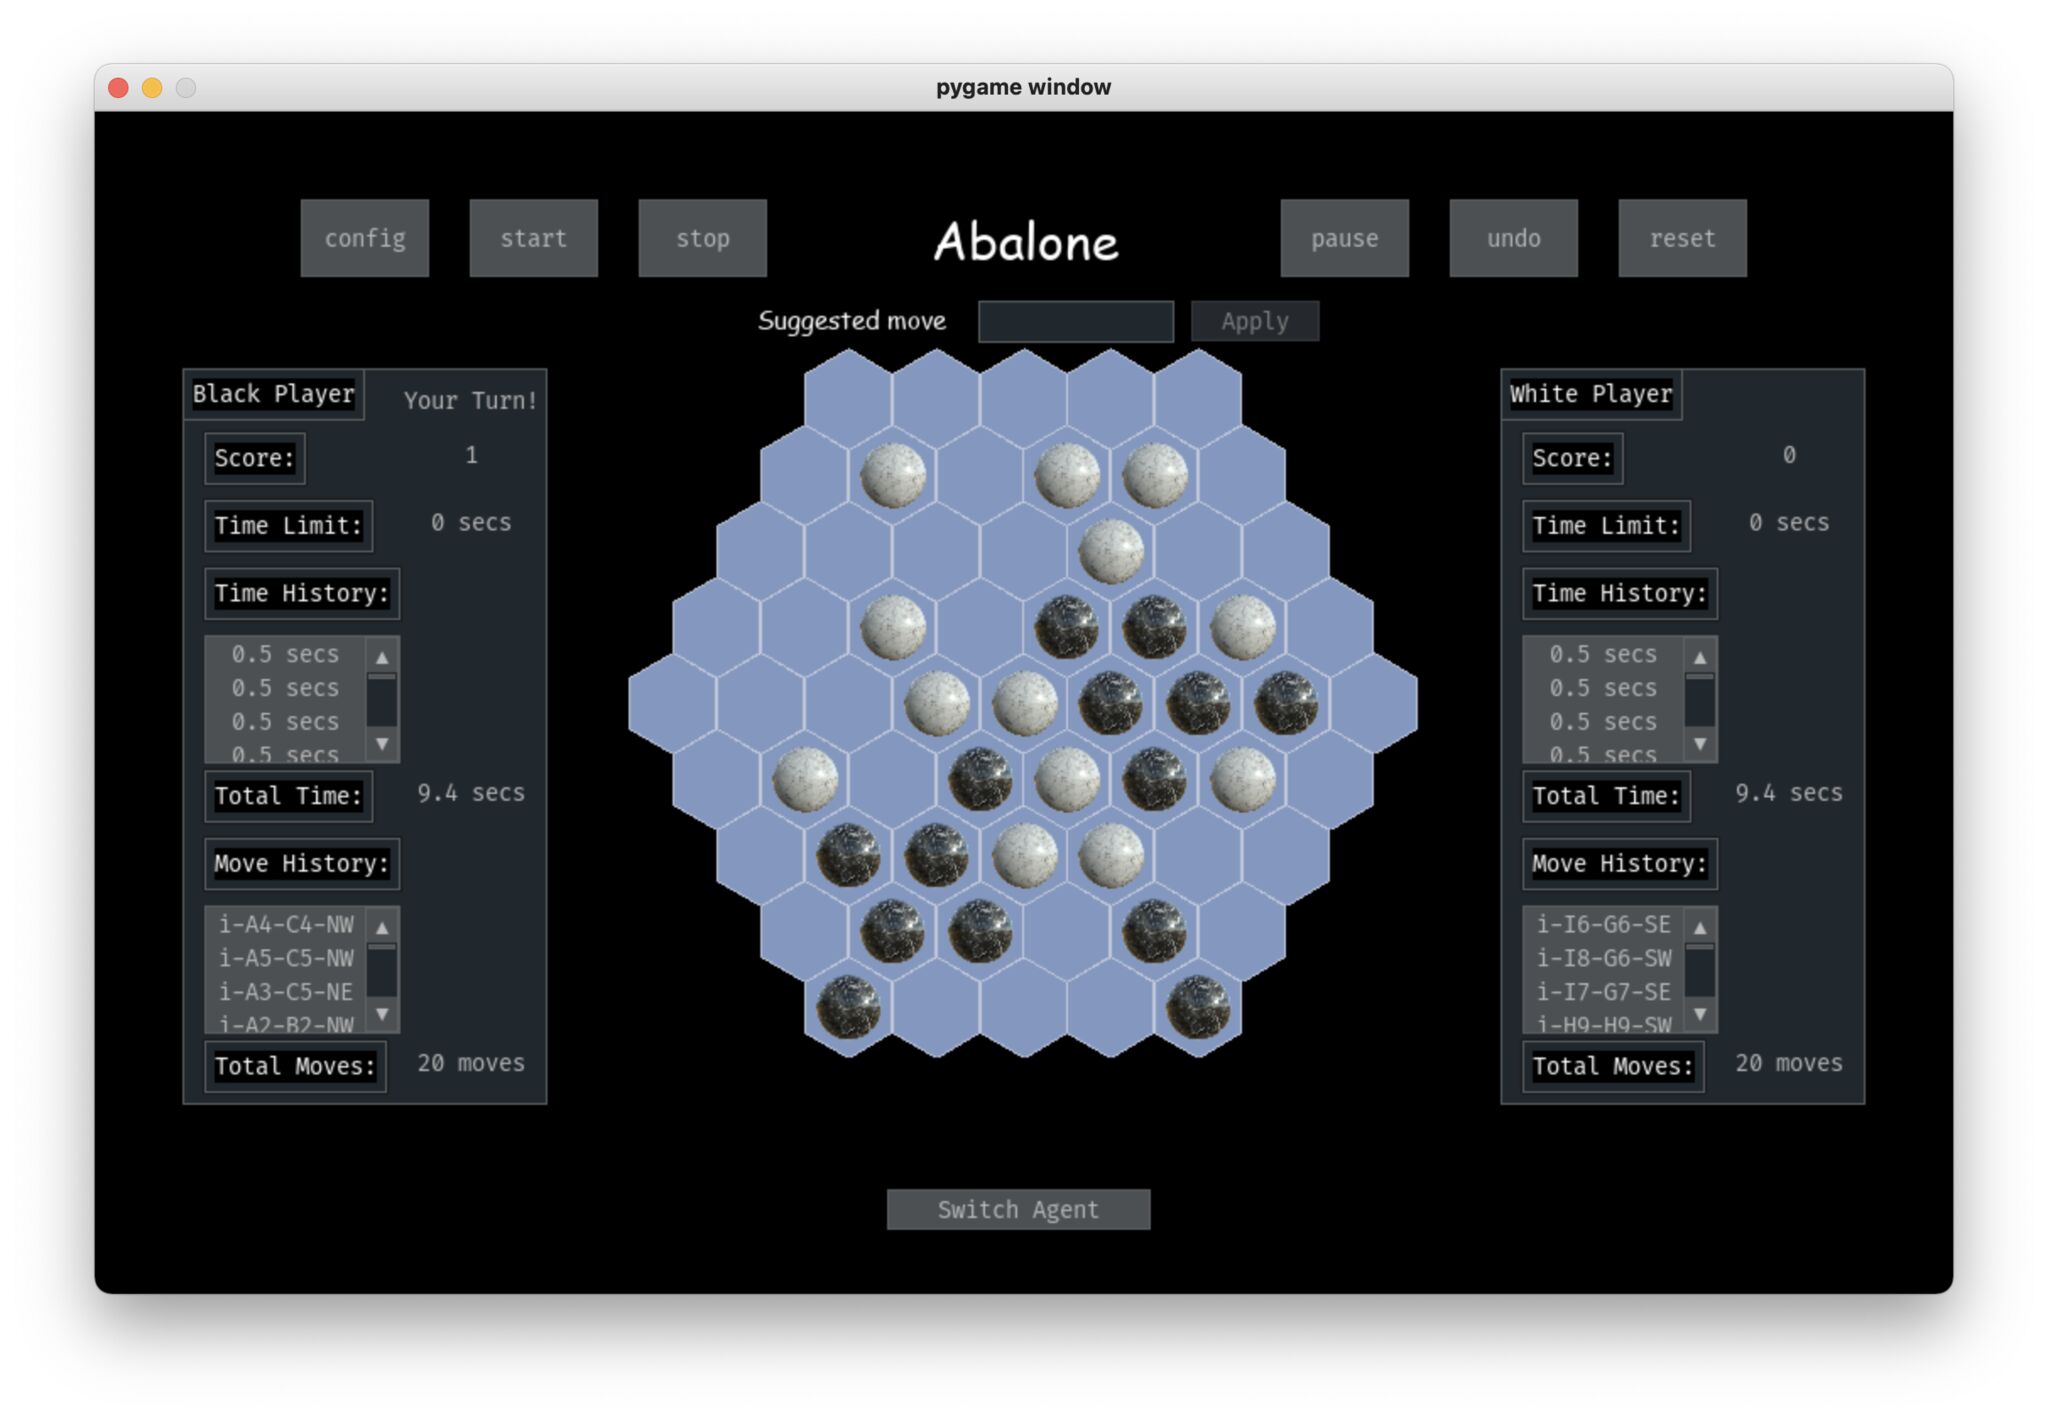 pygame window
config
start
stop
Abalone
pause
undo
reset
Suggested move
Apply
Black Player
Your Turn!
Score:
1
Time Limit:
0 secs
Time History:
0.5 secs
0.5 secs
0.5 secs
0.5 secs
Total Time:
9.4 secs
Move History:
i-A4-C4-NW
i-A5-C5-NW
i-A3-C5-NE
i-A2-B2-NW
Total Moves:
20 moves
White Player
Score:
0
Time Limit:
0 secs
Time History:
0.5 secs
0.5 secs
0.5 secs
0.5 secs
Total Time:
9.4 secs
Move History:
i-I6-G6-SE
i-I8-G6-SW
i-I7-G7-SE
i-H9-H9-SW
Total Moves:
20 moves
Switch Agent